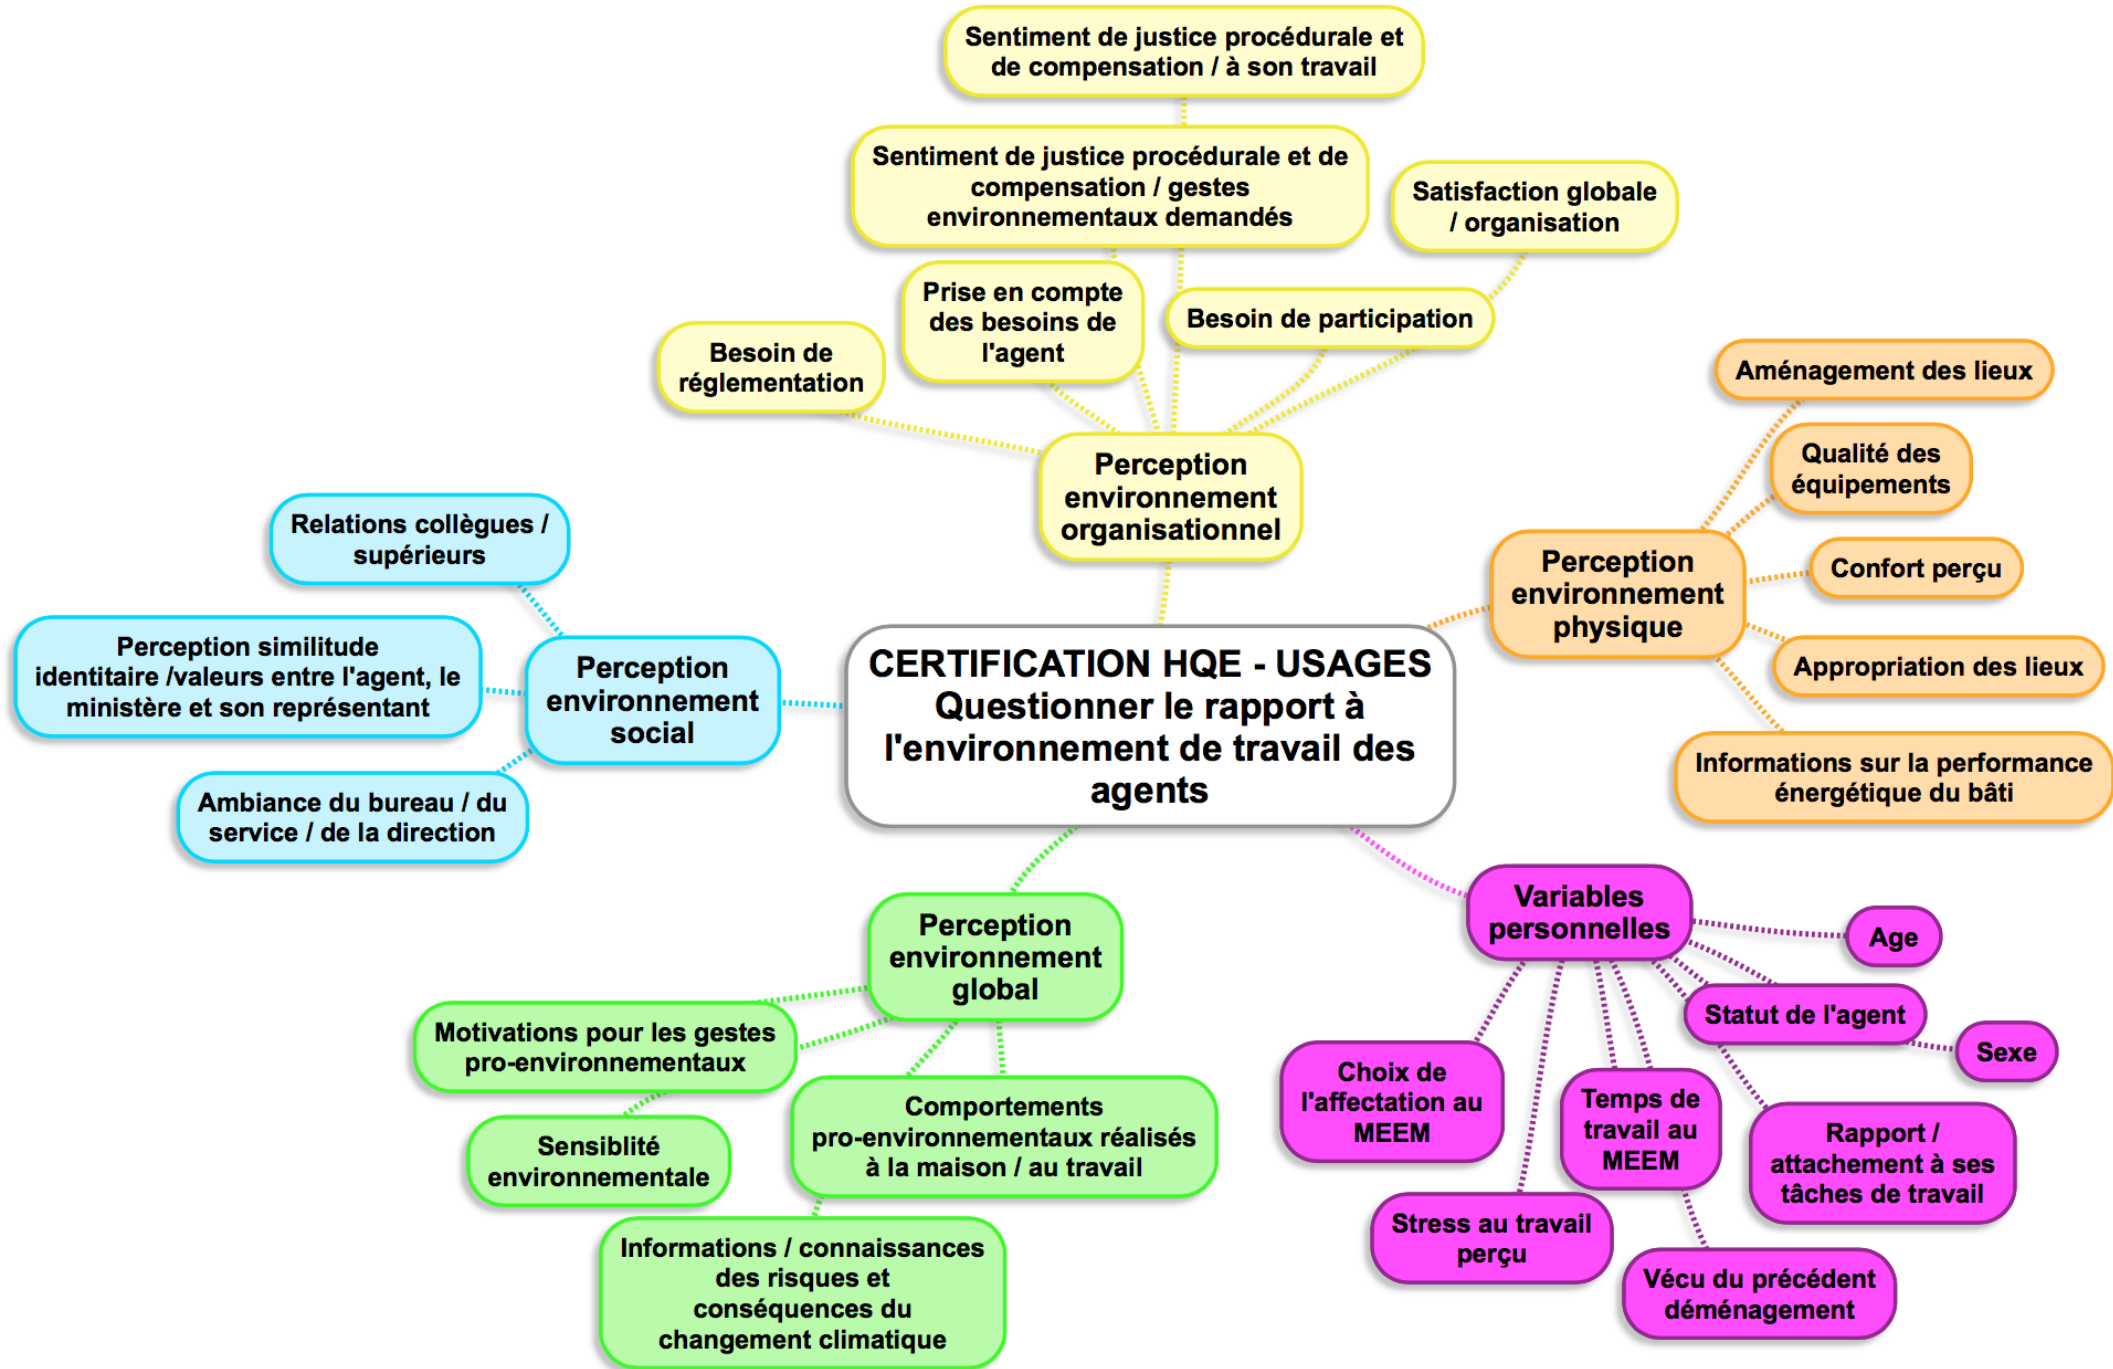 Sentiment de justice procédurale et
de compensation / à son travail
Sentiment de justice procédurale et de
compensation / gestes
environnementaux demandés
Satisfaction globale
/ organisation
Prise en compte
des besoins de
l'agent
Besoin de participation
Besoin de
réglementation
Perception
environnement
organisationnel
Aménagement des lieux
Qualité des
équipements
Confort perçu
Appropriation des lieux
Informations sur la performance
énergétique du bâti
Perception
environnement
physique
Relations collègues /
supérieurs
Perception similitude
identitaire /valeurs entre l'agent, le
ministère et son représentant
Ambiance du bureau / du
service / de la direction
Perception
environnement
social
CERTIFICATION HQE - USAGES
Questionner le rapport à
l'environnement de travail des
agents
Perception
environnement
global
Motivations pour les gestes
pro-environnementaux
Sensiblité
environnementale
Comportements
pro-environnementaux réalisés
à la maison / au travail
Informations / connaissances
des risques et
conséquences du
changement climatique
Variables
personnelles
Age
Statut de l'agent
Sexe
Choix de
l'affectation au
MEEM
Temps de
travail au
MEEM
Rapport /
attachement à ses
tâches de travail
Stress au travail
perçu
Vécu du précédent
déménagement